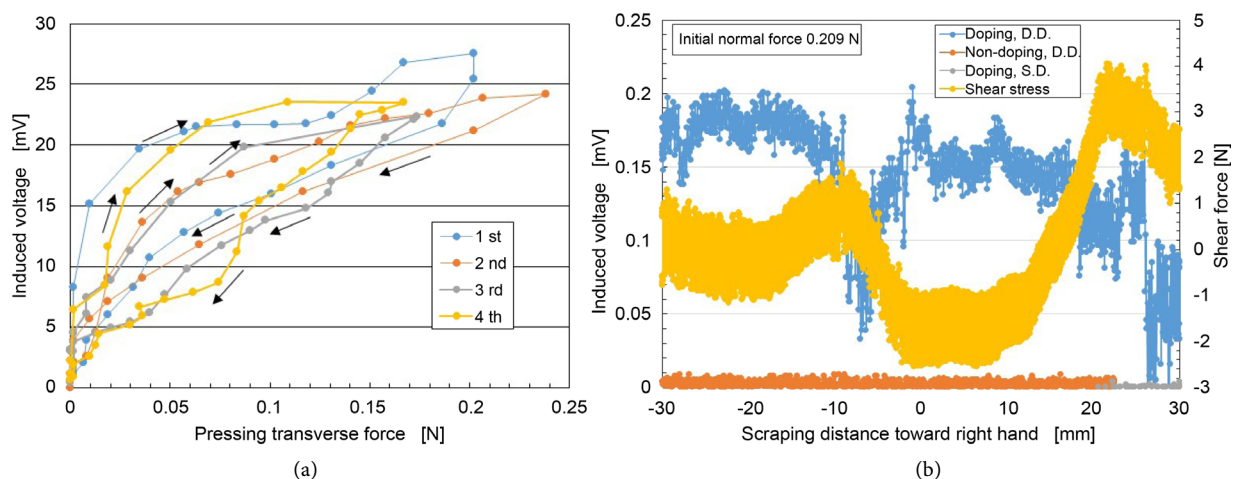 30
25
20
15
10
5
0
Induced voltage [mV]
0 0.05 0.1 0.15 0.2 0.25
Pressing transverse force [N]
1 st
2 nd
3 rd
4 th
(a)
0.25
0.2
0.15
0.1
0.05
0
Induced voltage [mV]
Initial normal force 0.209 N
Doping, D.D.
Non-doping, D.D.
Doping, S.D.
Shear stress
5
4
3
2
1
0
-1
-2
-3
Shear force [N]
-30 -20 -10 0 10 20 30
Scraping distance toward right hand [mm]
(b)